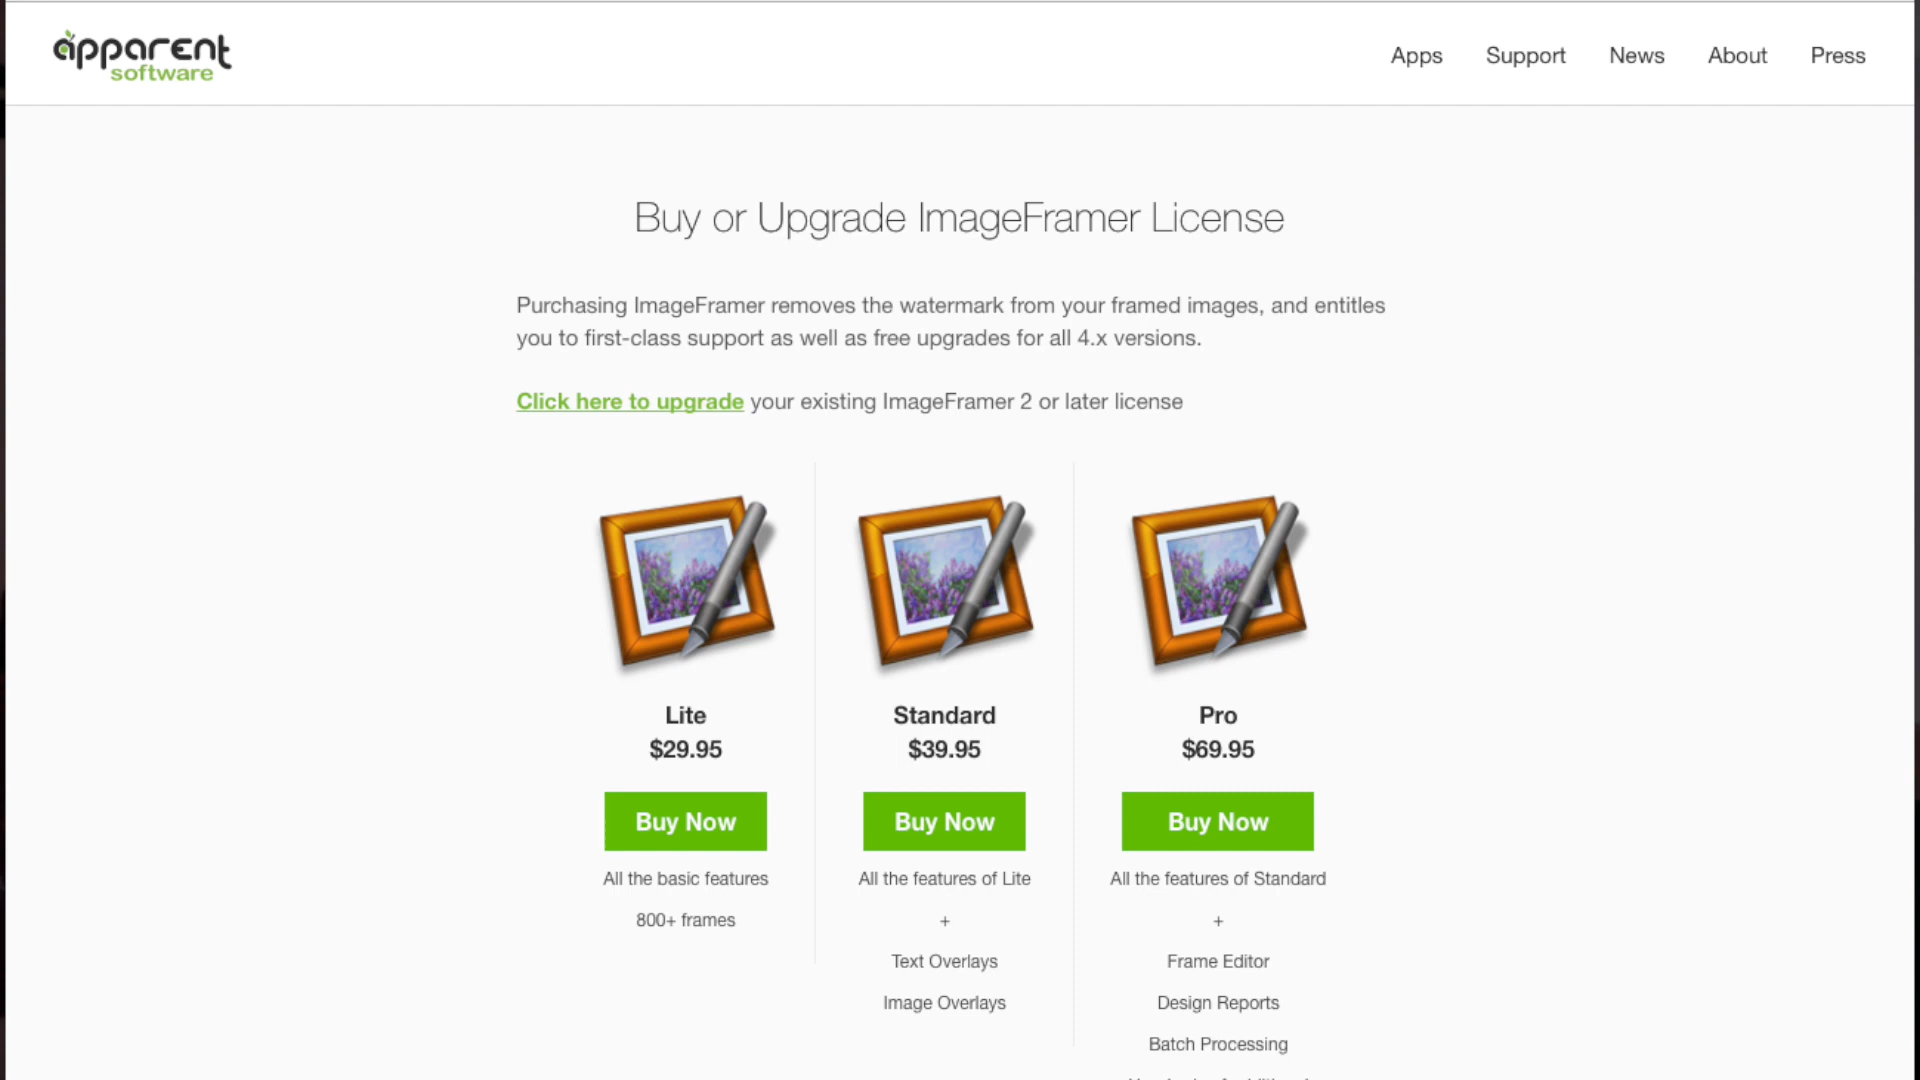 apparent
software
Apps Support News About Press
Buy or Upgrade ImageFramer License
Purchasing ImageFramer removes the watermark from your framed images, and entitles
you to first-class support as well as free upgrades for all 4.x versions.
Click here to upgrade your existing ImageFramer 2 or later license
Lite
$29.95
Buy Now
All the basic features
800+ frames
Standard
$39.95
Buy Now
All the features of Lite
+
Text Overlays
Image Overlays
Pro
$69.95
Buy Now
All the features of Standard
+
Frame Editor
Design Reports
Batch Processing